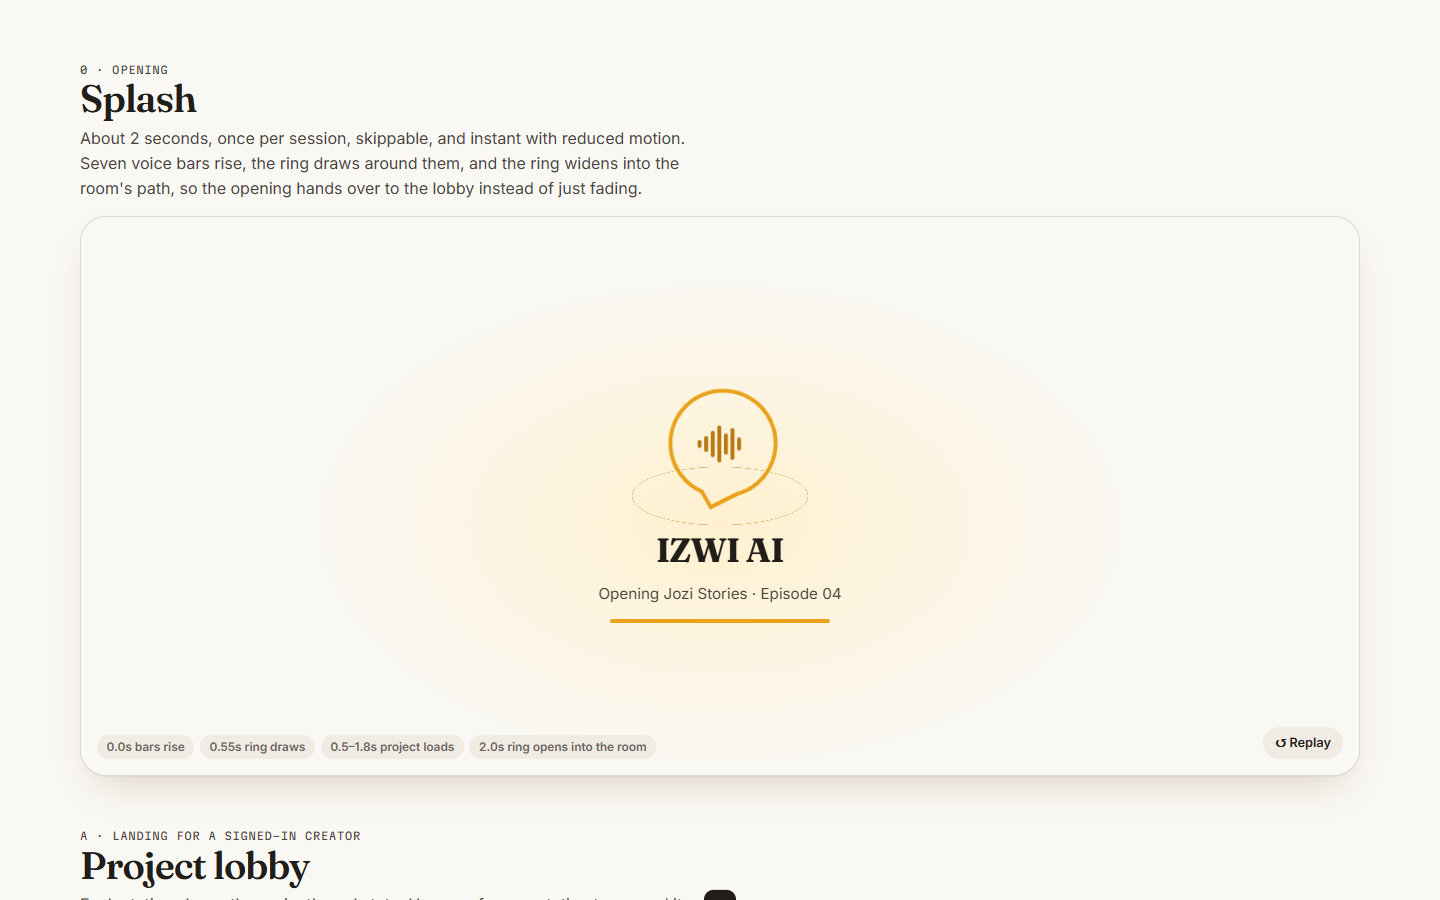 0 · OPENING
Splash
About 2 seconds, once per session, skippable, and instant with reduced motion.
Seven voice bars rise, the ring draws around them, and the ring widens into the
room's path, so the opening hands over to the lobby instead of just fading.
IZWI AI
Opening Jozi Stories · Episode 04
0.0s bars rise
0.55s ring draws
0.5–1.8s project loads
2.0s ring opens into the room
↺ Replay
A · LANDING FOR A SIGNED-IN CREATOR
Project lobby